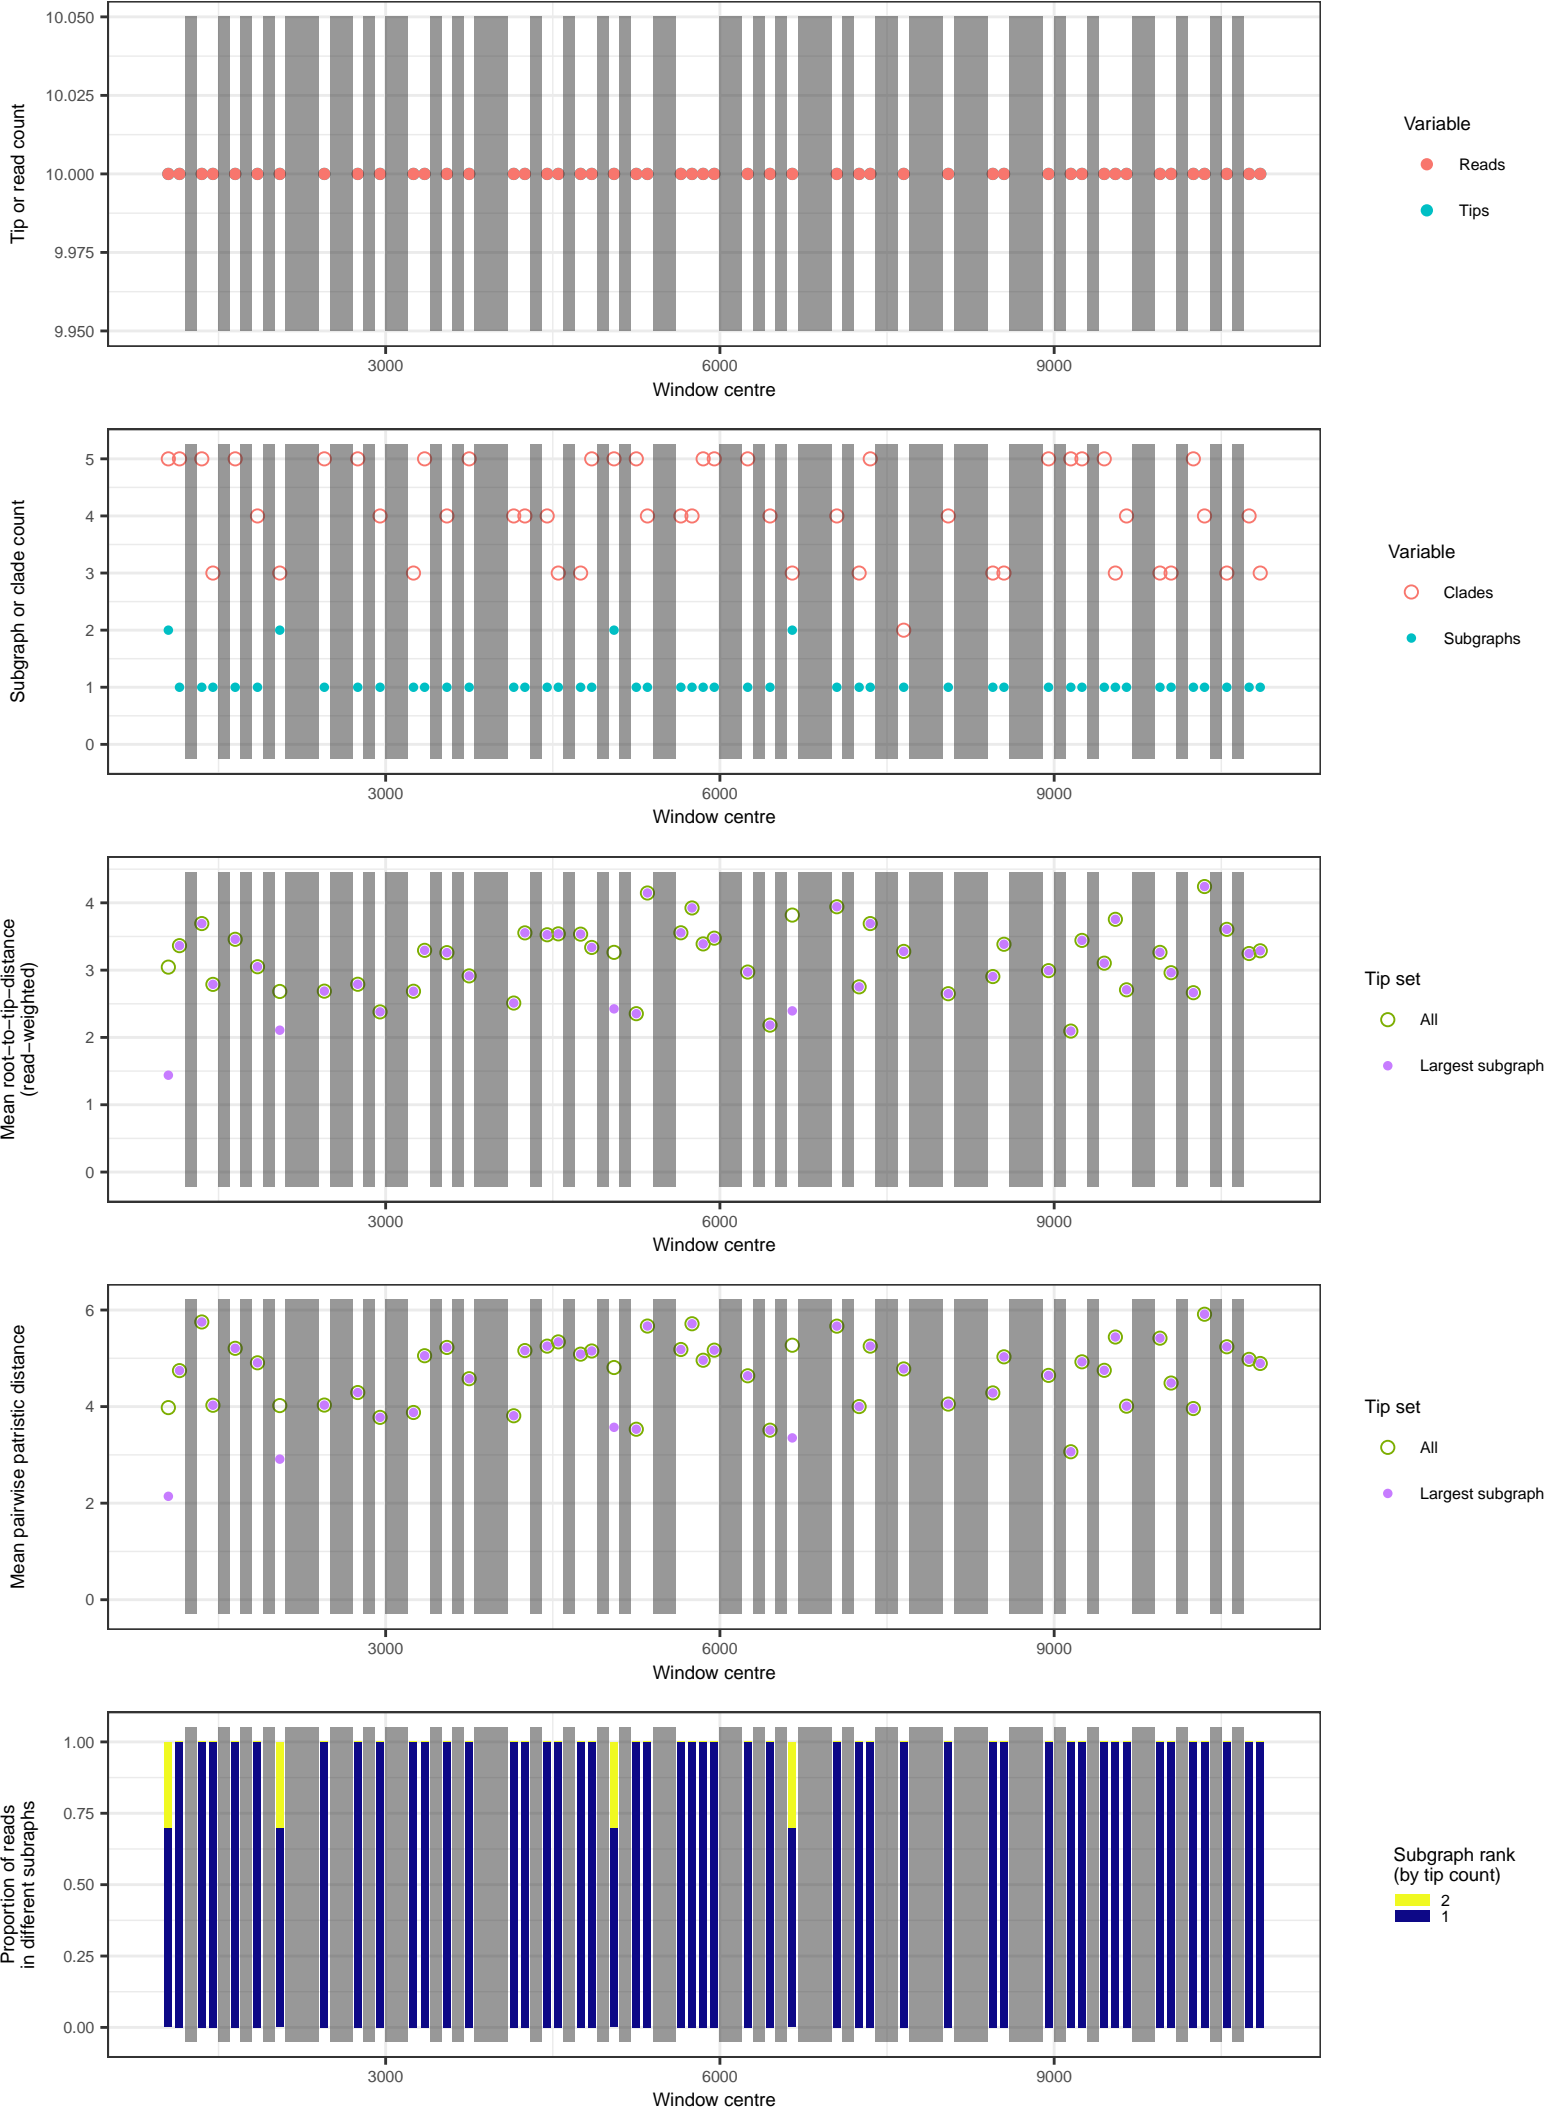 10.050
10.025
10.000
9.975
9.950
Tip or read count
3000
6000
9000
Window centre
Variable
Reads
Tips
5
4
3
2
1
0
Subgraph or clade count
3000
6000
9000
Window centre
Variable
Clades
Subgraphs
4
3
2
1
0
Mean root−to−tip−distance
(read−weighted)
3000
6000
9000
Window centre
Tip set
All
Largest subgraph
6
4
2
0
Mean pairwise patristic distance
3000
6000
9000
Window centre
Tip set
All
Largest subgraph
1.00
0.75
0.50
0.25
0.00
Proportion of reads
in different subraphs
3000
6000
9000
Window centre
Subgraph rank
(by tip count)
2
1